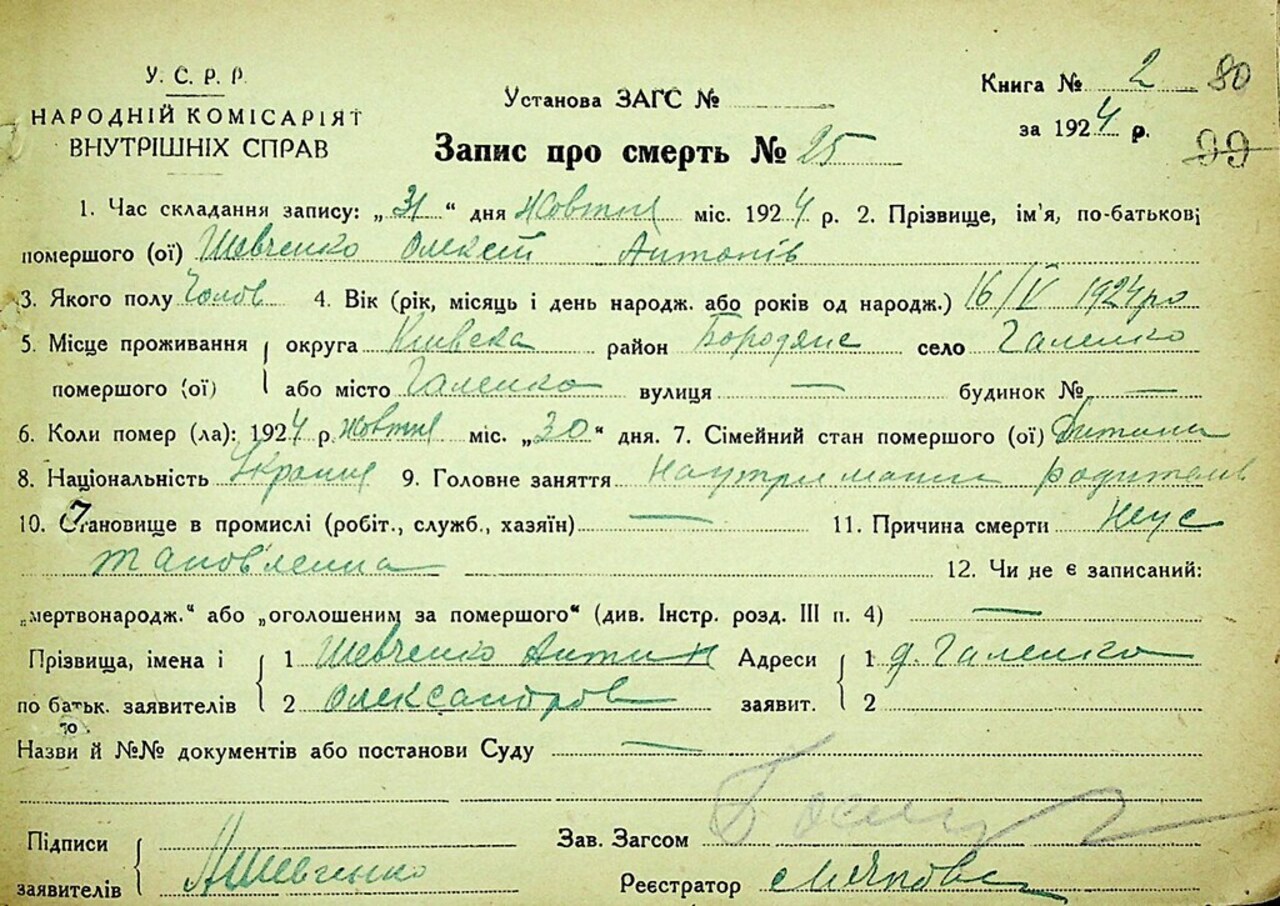 У. С. Р. Р.
НАРОДНІЙ КОМІСАРІЯТ
ВНУТРІШНІХ СПРАВ
Установа ЗАГС №
Книга № 2 80
за 1924 р.
99
Запис про смерть № 25
1. Час складання запису: „31“ дня Жовтня міс. 1924 р. 2. Прізвище, ім'я, по-батькові
помершого (ої) Шевченко Олексій Антонів
3. Якого полу Чолов 4. Вік (рік, місяць і день народж. або років од народж.) 16/V 1924 ро
5. Місце проживання округа Київска район Бородянс село Галенко
помершого (ої) або місто Галенко вулиця — будинок № —
6. Коли помер (ла): 1924 р. жовтня міс. „30“ дня. 7. Сімейний стан помершого (ої) Дитина
8. Національність Україн 9. Головне заняття На утриманні родителів
10. Становище в промислі (робіт., служб., хазяїн) — 11. Причина смерти Неус
тановленна 12. Чи не є записаний:
„мертвонародж.“ або „оголошеним за помершого“ (див. Інстр. розд. III п. 4) —
Прізвища, імена і 1 Шевченко Антин Адреси 1 д. Галенко
по батьк. заявителів 2 Олександров заявит. 2
Назви й №№ документів або постанови Суду —
Підписи
заявителів АШевченко
Зав. Загсом
Реєстратор